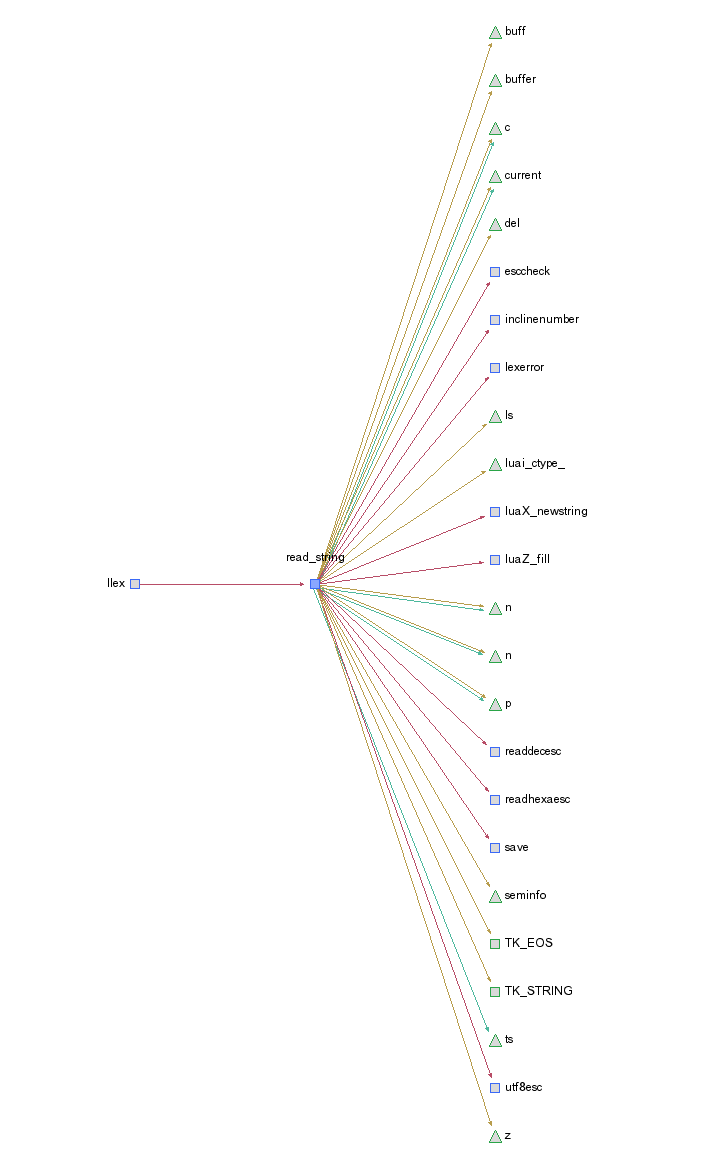 buff
buffer
c
current
del
esccheck
inclinenumber
lexerror
ls
luai_ctype_
luaX_newstring
read_string
luaZ_fill
llex
n
n
p
readdecesc
readhexaesc
save
seminfo
TK_EOS
TK_STRING
ts
utf8esc
z